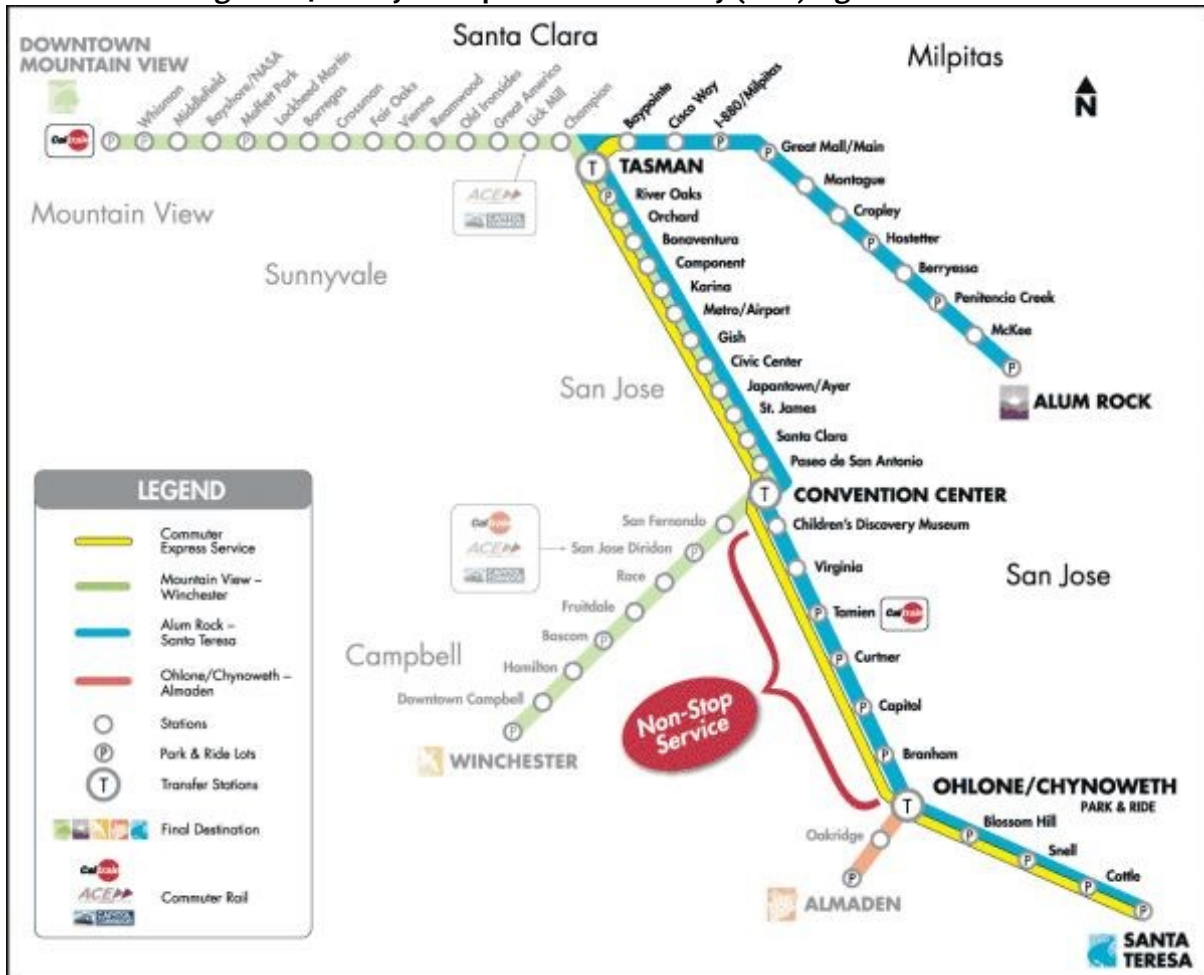 Santa Clara
Milpitas
DOWNTOWN
MOUNTAIN VIEW
N
Whisman
Middlefield
Bayshore/NASA
Moffett Park
Lockheed Martin
Borregas
Crossman
Fair Oaks
Vienna
Reamwood
Old Ironsides
Great America
Lick Mill
Champion
Baypointe
Cisco Way
I-880/Milpitas
Great Mall/Main
Montague
Cropley
Hostetter
Berryessa
Penitencia Creek
McKee
ALUM ROCK
Caltrain
P
T
TASMAN
ACE
Mountain View
Sunnyvale
River Oaks
Orchard
Bonaventura
Component
Karina
Metro/Airport
Gish
Civic Center
Japantown/Ayer
St. James
Santa Clara
Paseo de San Antonio
San Jose
CONVENTION CENTER
Children's Discovery Museum
Virginia
Tamien
Caltrain
Curtner
Capitol
Branham
San Jose
OHLONE/CHYNOWETH
PARK & RIDE
Blossom Hill
Snell
Cottle
SANTA
TERESA
Non-Stop
Service
San Fernando
San Jose Diridon
Race
Fruitdale
Bascom
Hamilton
Downtown Campbell
WINCHESTER
Campbell
Caltrain
ACE
Oakridge
ALMADEN
LEGEND
Commuter
Express Service
Mountain View –
Winchester
Alum Rock –
Santa Teresa
Ohlone/Chynoweth –
Almaden
Stations
P
Park & Ride Lots
T
Transfer Stations
Final Destination
Caltrain
ACE
Commuter Rail